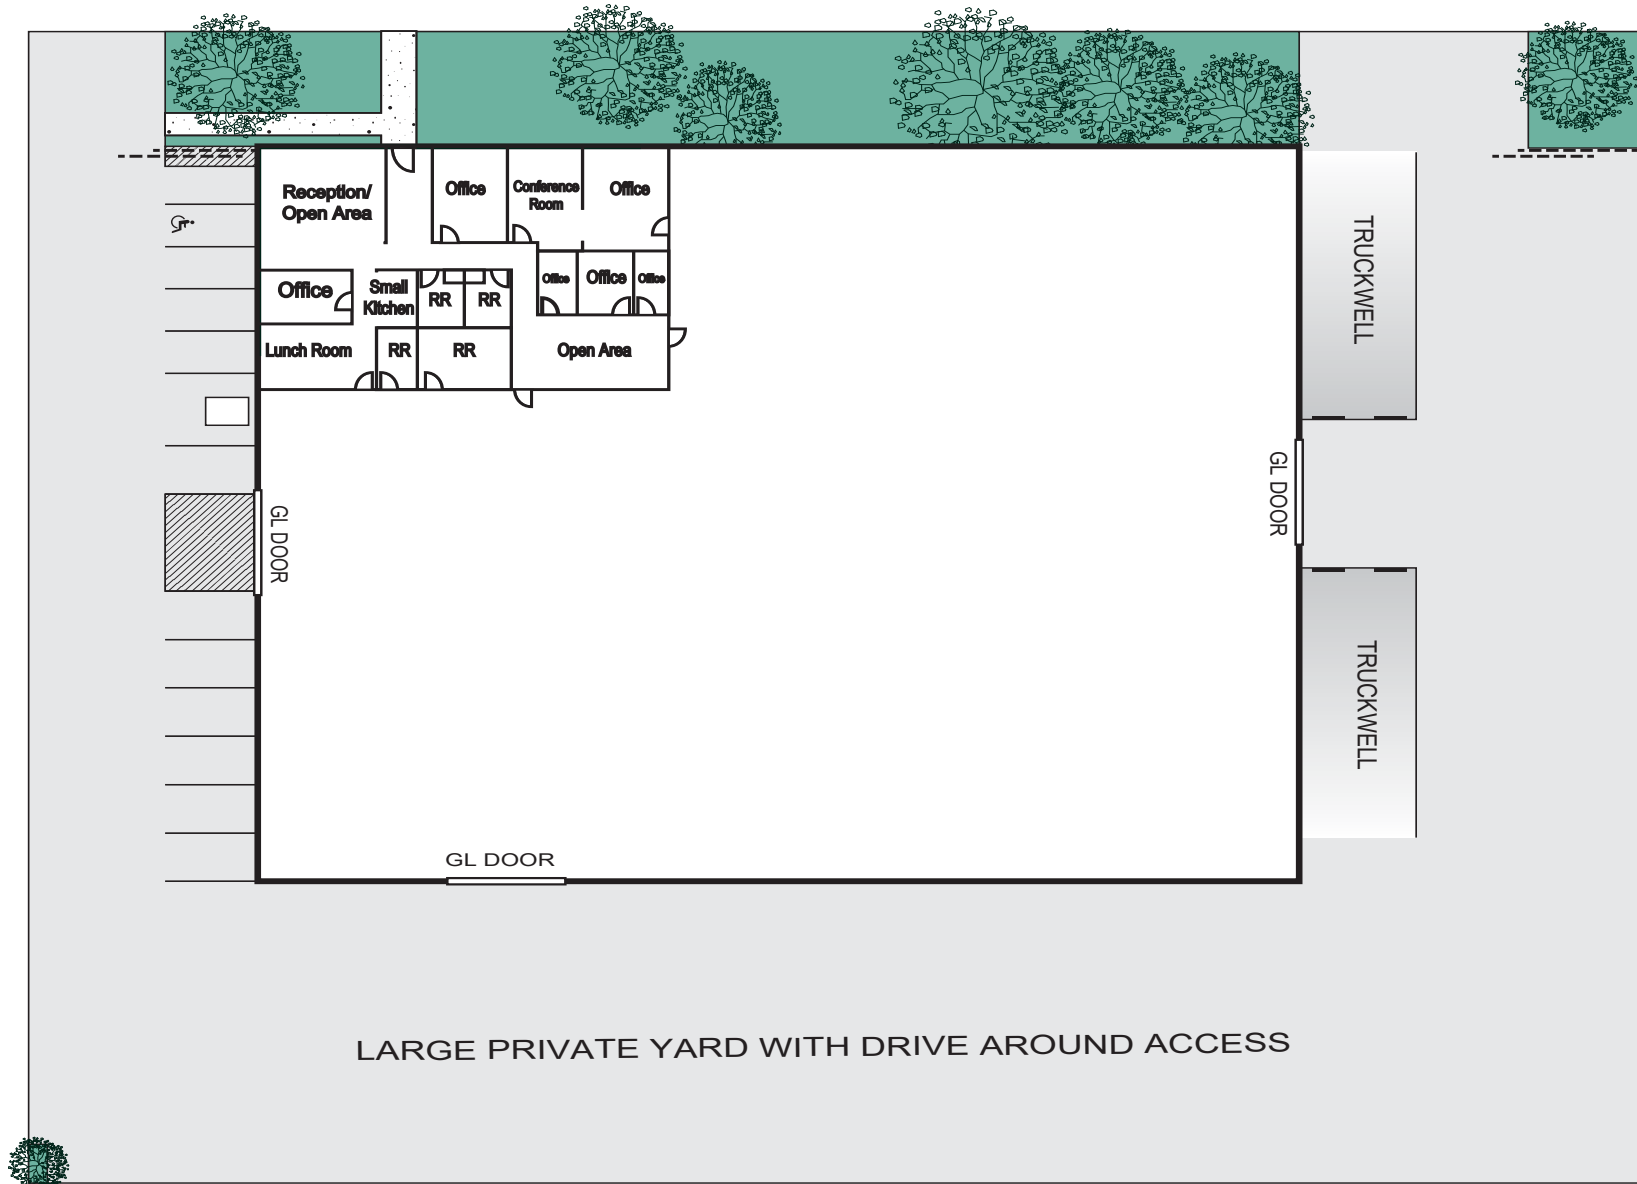 Reception/
Open Area
Office
Conference
Room
Office
Office
Small
Kitchen
RR
RR
Office
Office
Office
Lunch Room
RR
RR
Open Area
TRUCKWELL
GL DOOR
GL DOOR
TRUCKWELL
GL DOOR
LARGE PRIVATE YARD WITH DRIVE AROUND ACCESS